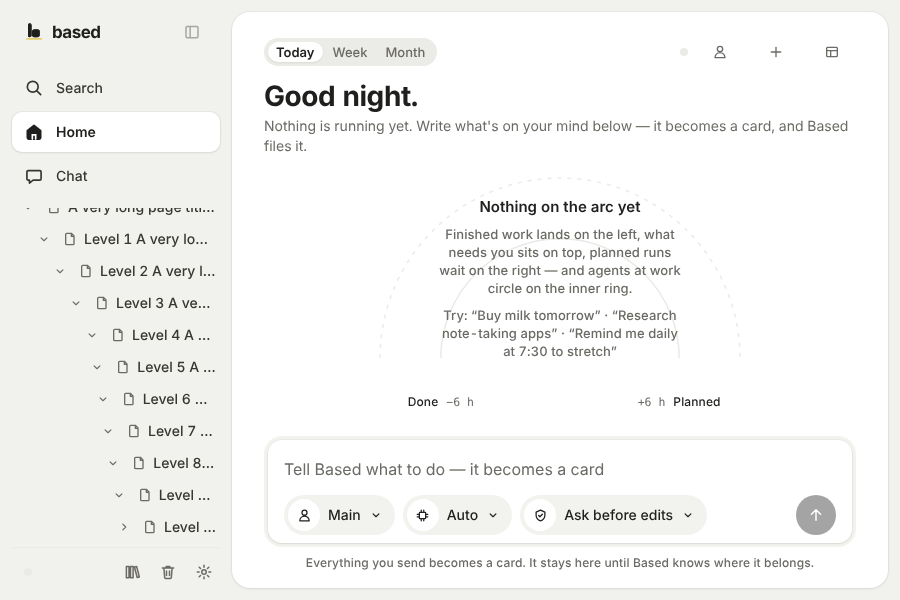 based
Search
Home
Chat
A very long page titl...
Level 1 A very lo...
Level 2 A very l...
Level 3 A ve...
Level 4 A ...
Level 5 A ...
Level 6 ...
Level 7 ...
Level 8...
Level ...
Level ...
Today Week Month
Good night.
Nothing is running yet. Write what's on your mind below — it becomes a card, and Based
files it.
Nothing on the arc yet
Finished work lands on the left, what
needs you sits on top, planned runs
wait on the right — and agents at work
circle on the inner ring.
Try: “Buy milk tomorrow” · “Research
note-taking apps” · “Remind me daily
at 7:30 to stretch”
Done −6 h
+6 h Planned
Tell Based what to do — it becomes a card
Main Auto Ask before edits
Everything you send becomes a card. It stays here until Based knows where it belongs.